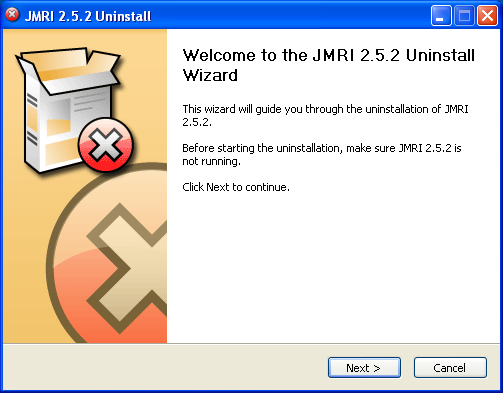 JMRI 2.5.2 Uninstall
Welcome to the JMRI 2.5.2 Uninstall
Wizard
This wizard will guide you through the uninstallation of JMRI
2.5.2.
Before starting the uninstallation, make sure JMRI 2.5.2 is
not running.
Click Next to continue.
Next >
Cancel